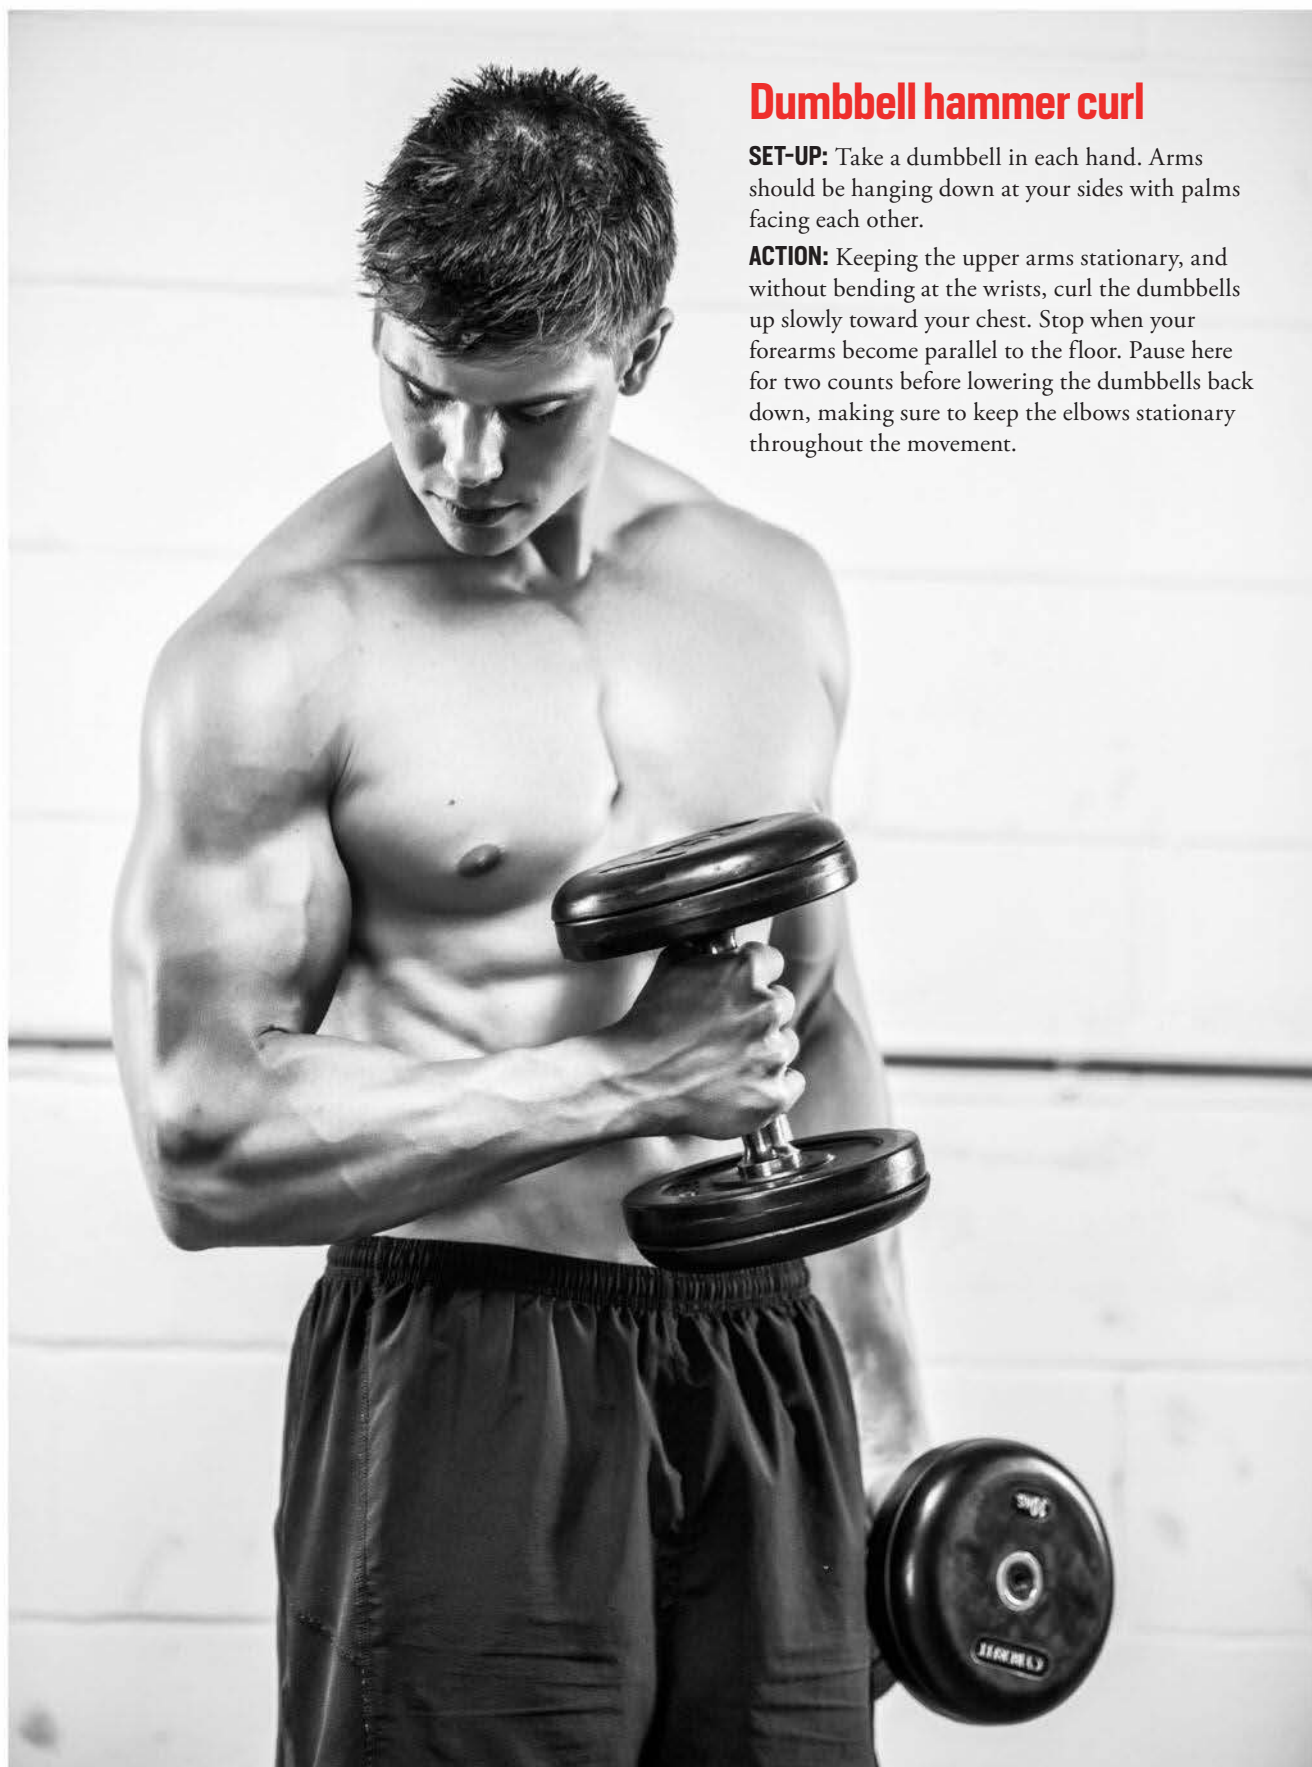 Dumbbell hammer curl
SET-UP: Take a dumbbell in each hand. Arms
should be hanging down at your sides with palms
facing each other.
ACTION: Keeping the upper arms stationary, and
without bending at the wrists, curl the dumbbells
up slowly toward your chest. Stop when your
forearms become parallel to the floor. Pause here
for two counts before lowering the dumbbells back
down, making sure to keep the elbows stationary
throughout the movement.